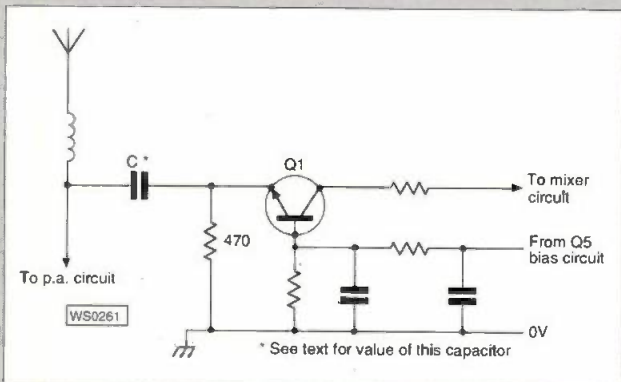 C *
Q1
To mixer
circuit
470
From Q5
bias circuit
To p.a. circuit
WS0261
0V
* See text for value of this capacitor